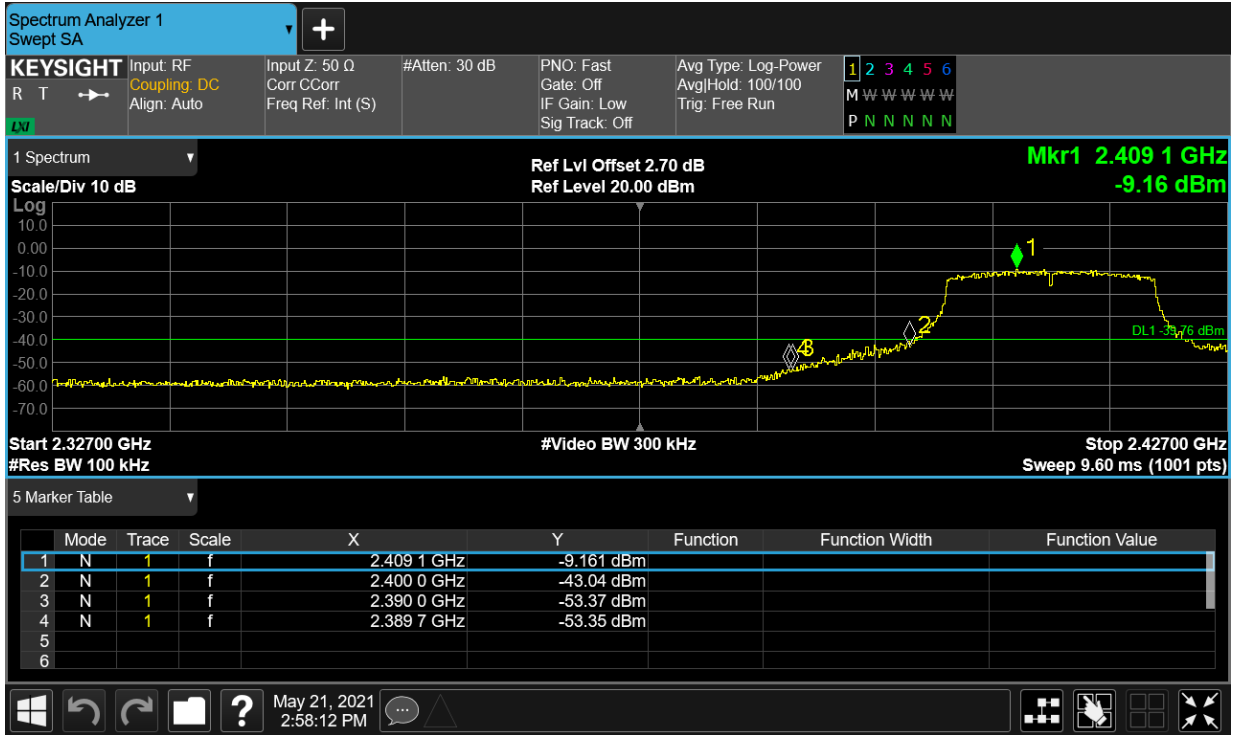 Spectrum Analyzer 1
Swept SA
KEYSIGHT
R T
LXI
Input: RF
Coupling: DC
Align: Auto
Input Z: 50 Ω
Corr CCorr
Freq Ref: Int (S)
#Atten: 30 dB
PNO: Fast
Gate: Off
IF Gain: Low
Sig Track: Off
Avg Type: Log-Power
Avg|Hold: 100/100
Trig: Free Run
1 2 3 4 5 6
M W W W W W
P N N N N N
1 Spectrum
Scale/Div 10 dB
Ref Lvl Offset 2.70 dB
Ref Level 20.00 dBm
Mkr1 2.409 1 GHz
-9.16 dBm
Log
10.0
0.00
-10.0
-20.0
-30.0
-40.0
-50.0
-60.0
-70.0
1
2
43
DL1 -39.76 dBm
Start 2.32700 GHz
#Video BW 300 kHz
Stop 2.42700 GHz
#Res BW 100 kHz
Sweep 9.60 ms (1001 pts)
5 Marker Table
Mode Trace Scale X Y Function Function Width Function Value
1 N 1 f 2.409 1 GHz -9.161 dBm
2 N 1 f 2.400 0 GHz -43.04 dBm
3 N 1 f 2.390 0 GHz -53.37 dBm
4 N 1 f 2.389 7 GHz -53.35 dBm
5
6
?
May 21, 2021
2:58:12 PM